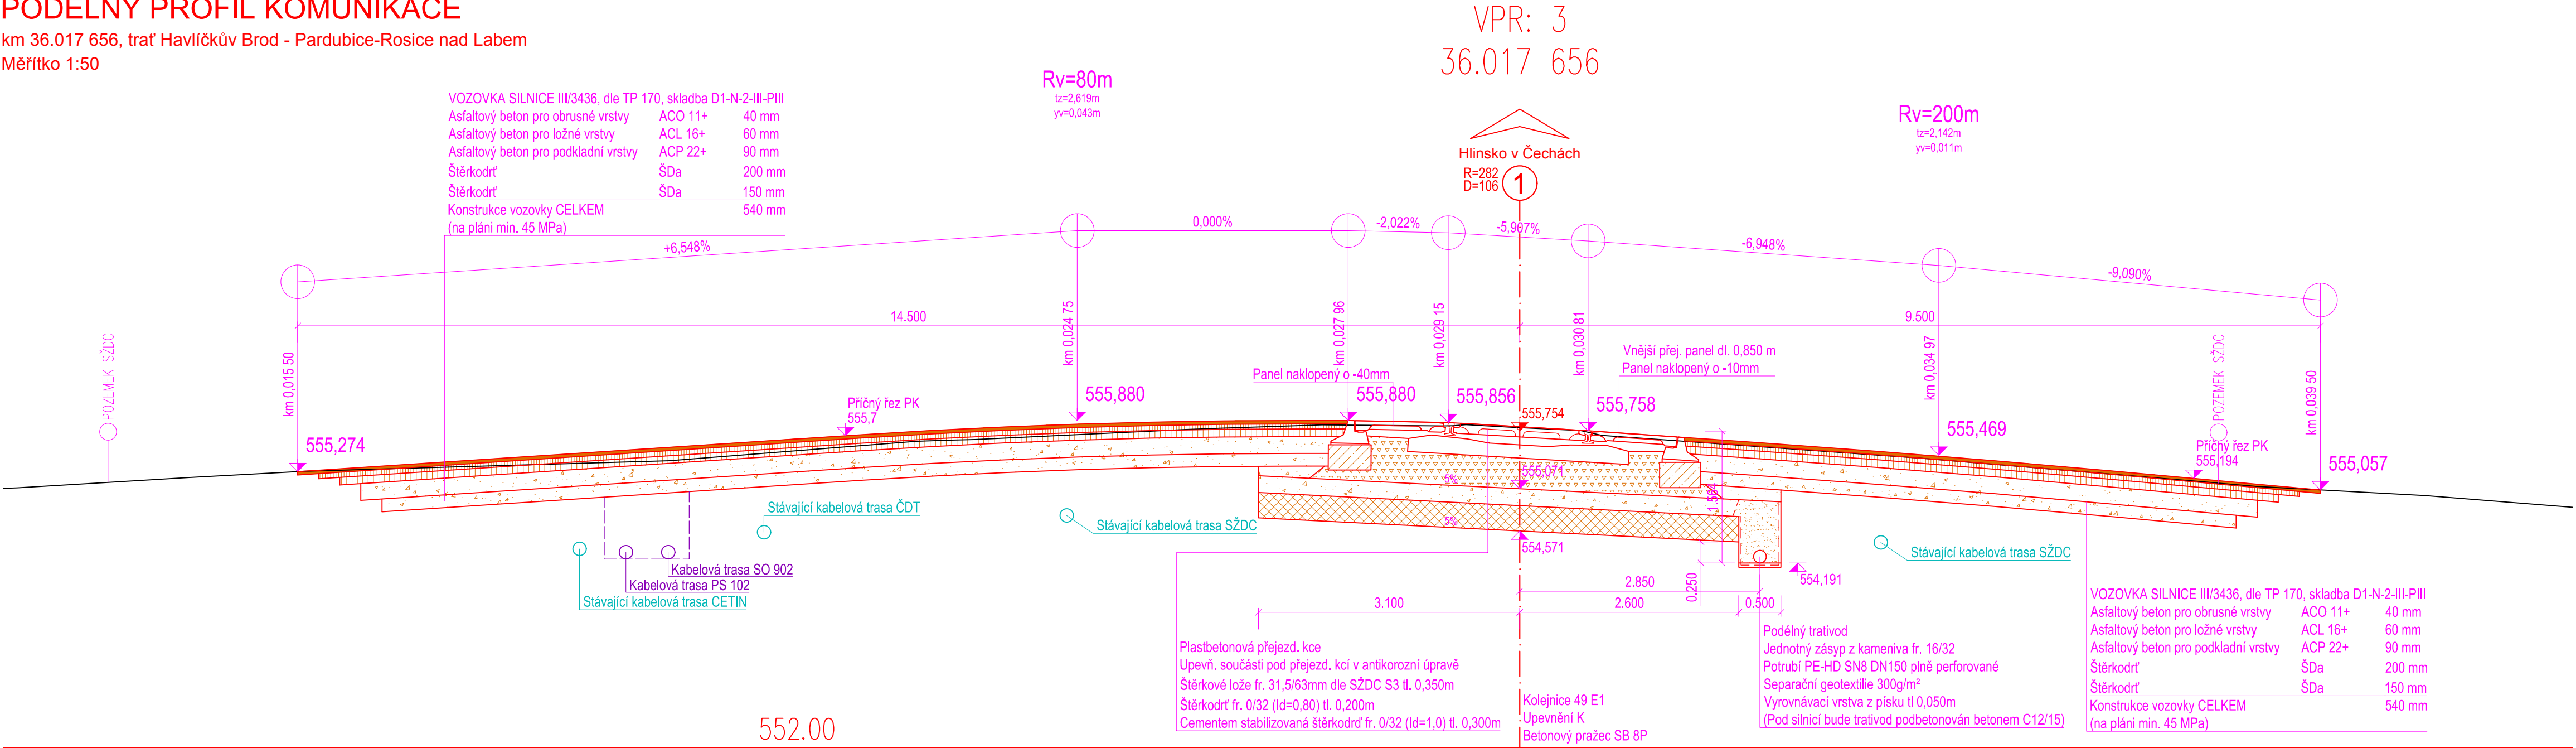 PODÉLNÝ PROFIL KOMUNIKACE
km 36.017 656, trať Havlíčkův Brod - Pardubice-Rosice nad Labem
Měřítko 1:50
VPR: 3
36.017 656
Hlinsko v Čechách
R=282
D=106
1
Rv=80m
tz=2,619m
yv=0,043m
Rv=200m
tz=2,142m
yv=0,011m
VOZOVKA SILNICE III/3436, dle TP 170, skladba D1-N-2-III-PIII
Asfaltový beton pro obrusné vrstvy ACO 11+ 40 mm
Asfaltový beton pro ložné vrstvy ACL 16+ 60 mm
Asfaltový beton pro podkladní vrstvy ACP 22+ 90 mm
Štěrkodrť ŠDa 200 mm
Štěrkodrť ŠDa 150 mm
Konstrukce vozovky CELKEM 540 mm
(na pláni min. 45 MPa)
+6,548%
0,000%
-2,022%
-5,907%
-6,948%
-9,090%
14.500
9.500
POZEMEK SŽDC
km 0,015 50
km 0,024 75
km 0,027 96
km 0,029 15
km 0,030 81
km 0,034 97
km 0,039 50
POZEMEK SŽDC
Vnější přej. panel dl. 0,850 m
Panel naklopený o -10mm
Panel naklopený o -40mm
555,274
Příčný řez PK
555,7
555,880
555,880
555,856
555,754
555,758
555,469
Příčný řez PK
555,194
555,057
555,071
5%
5%
1.564
554,571
554,191
0.250
2.850
3.100
2.600
0.500
Stávající kabelová trasa ČDT
Stávající kabelová trasa SŽDC
Stávající kabelová trasa SŽDC
Kabelová trasa SO 902
Kabelová trasa PS 102
Stávající kabelová trasa CETIN
Plastbetonová přejezd. kce
Upevň. součásti pod přejezd. kcí v antikorozní úpravě
Štěrkové lože fr. 31,5/63mm dle SŽDC S3 tl. 0,350m
Štěrkodrť fr. 0/32 (Id=0,80) tl. 0,200m
Cementem stabilizovaná štěrkodrť fr. 0/32 (Id=1,0) tl. 0,300m
Kolejnice 49 E1
Upevnění K
Betonový pražec SB 8P
Podélný trativod
Jednotný zásyp z kameniva fr. 16/32
Potrubí PE-HD SN8 DN150 plně perforované
Separační geotextilie 300g/m²
Vyrovnávací vrstva z písku tl 0,050m
(Pod silnicí bude trativod podbetonován betonem C12/15)
VOZOVKA SILNICE III/3436, dle TP 170, skladba D1-N-2-III-PIII
Asfaltový beton pro obrusné vrstvy ACO 11+ 40 mm
Asfaltový beton pro ložné vrstvy ACL 16+ 60 mm
Asfaltový beton pro podkladní vrstvy ACP 22+ 90 mm
Štěrkodrť ŠDa 200 mm
Štěrkodrť ŠDa 150 mm
Konstrukce vozovky CELKEM 540 mm
(na pláni min. 45 MPa)
552.00